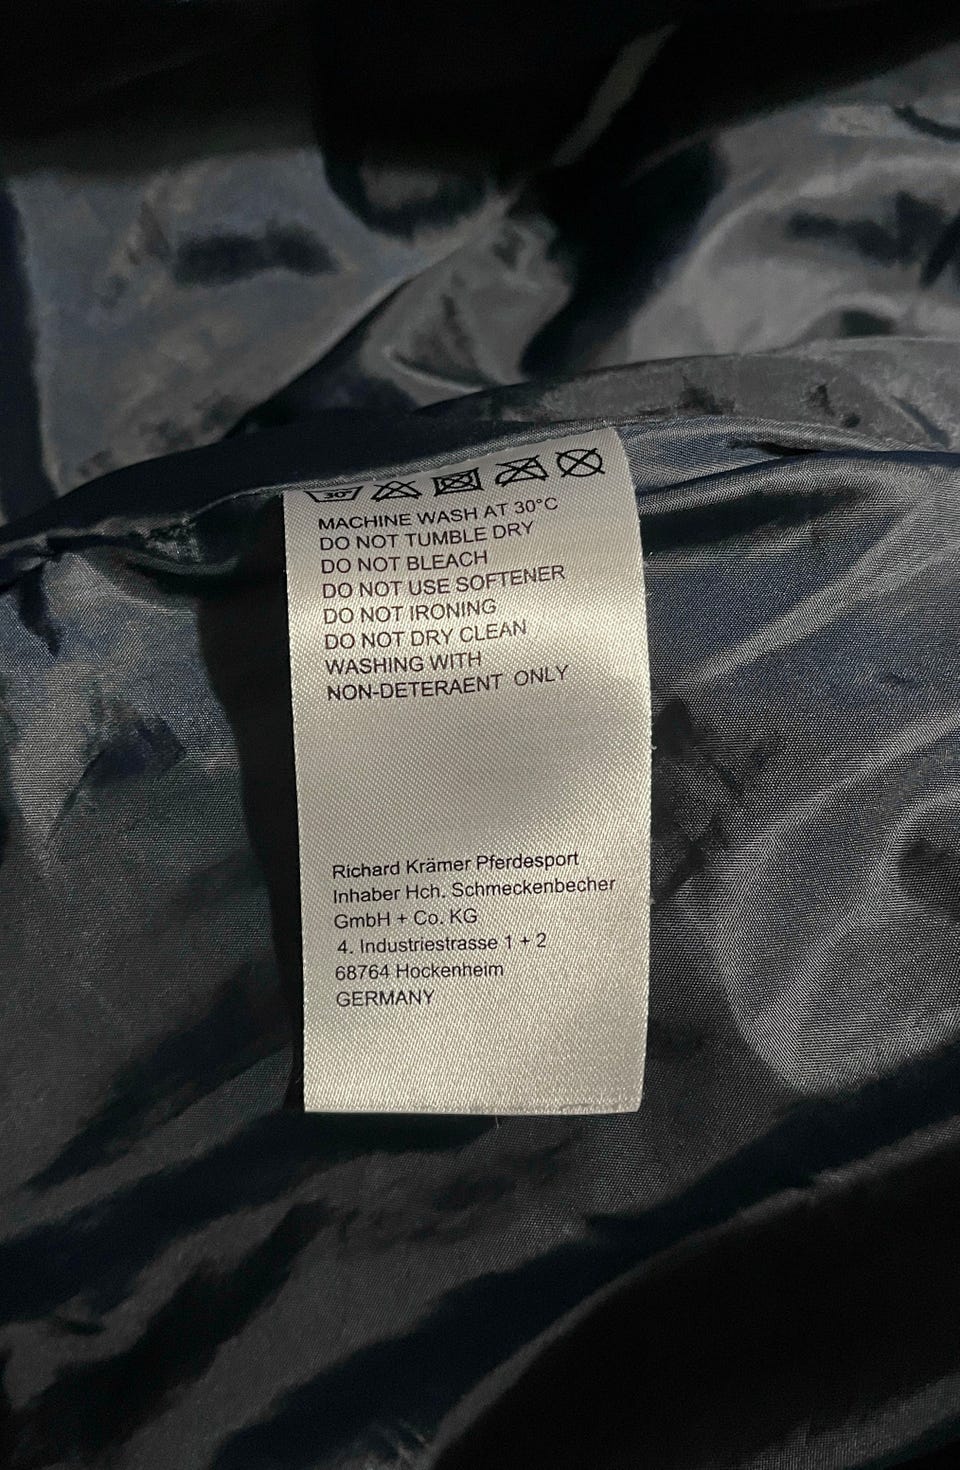 30°
MACHINE WASH AT 30°C
DO NOT TUMBLE DRY
DO NOT BLEACH
DO NOT USE SOFTENER
DO NOT IRONING
DO NOT DRY CLEAN
WASHING WITH
NON-DETERAENT ONLY
Richard Krämer Pferdesport
Inhaber Hch. Schmeckenbecher
GmbH + Co. KG
4. Industriestrasse 1 + 2
68764 Hockenheim
GERMANY